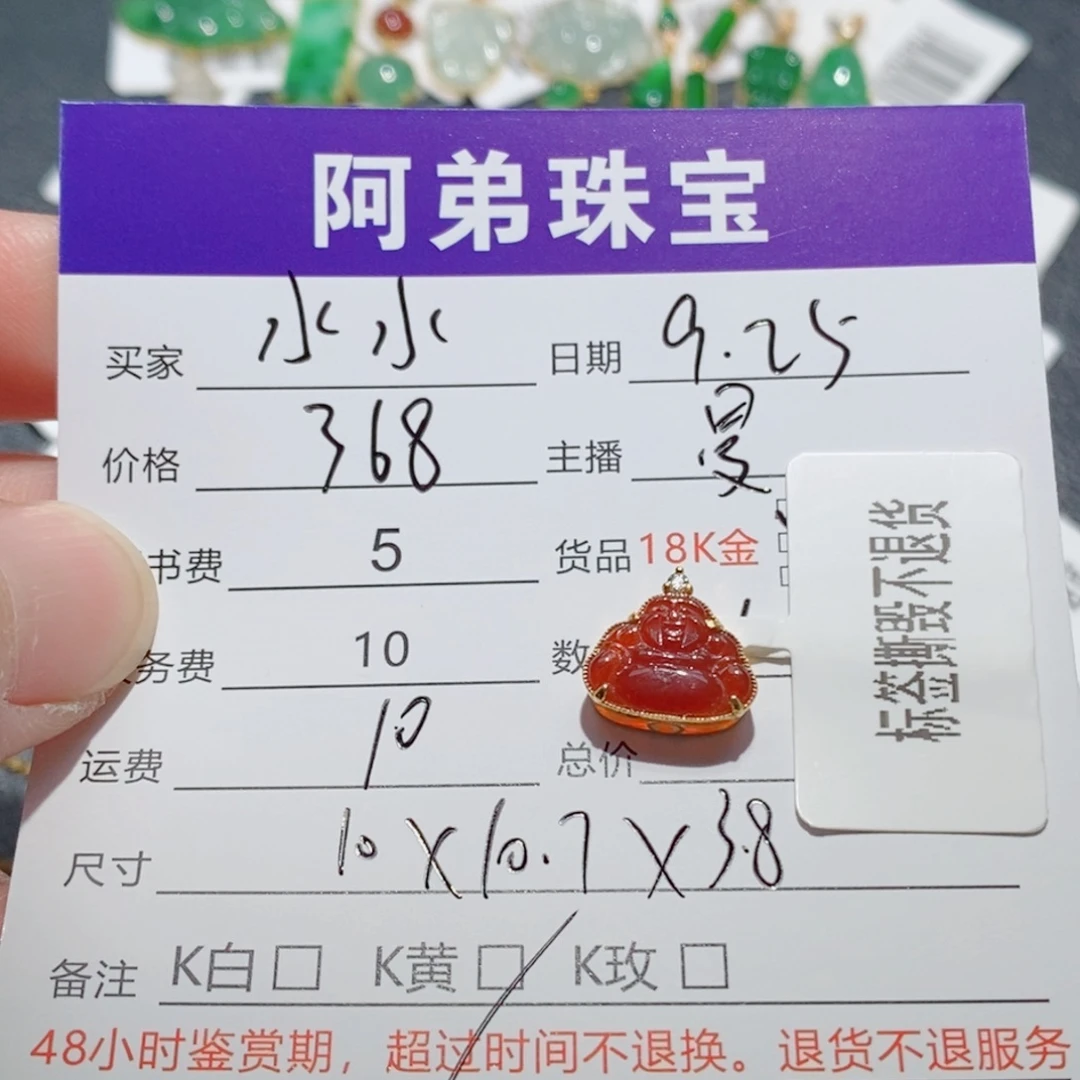 阿弟珠宝
买家 水水 日期 9.25
价格 368 主播 曼
书费 5 货品 18K金
务费 10 数
运费 10 总价
尺寸 10X10.7X3.8
备注 K白□ K黄□ K玫□
48小时鉴赏期，超过时间不退换。退货不退服务
标签撕毁不退货